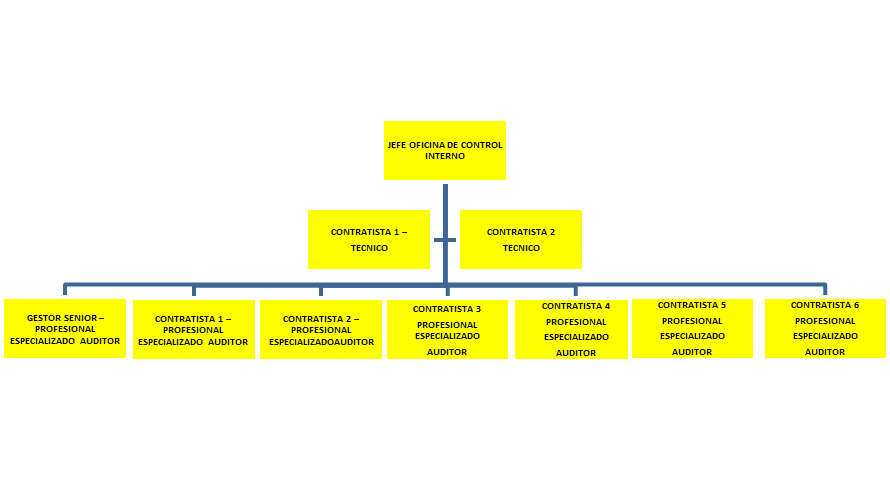 JEFE OFICINA DE CONTROL
INTERNO
CONTRATISTA 1 –
TECNICO
CONTRATISTA 2
TECNICO
GESTOR SENIOR –
PROFESIONAL
ESPECIALIZADO AUDITOR
CONTRATISTA 1 –
PROFESIONAL
ESPECIALIZADO AUDITOR
CONTRATISTA 2 –
PROFESIONAL
ESPECIALIZADOAUDITOR
CONTRATISTA 3
PROFESIONAL
ESPECIALIZADO
AUDITOR
CONTRATISTA 4
PROFESIONAL
ESPECIALIZADO
AUDITOR
CONTRATISTA 5
PROFESIONAL
ESPECIALIZADO
AUDITOR
CONTRATISTA 6
PROFESIONAL
ESPECIALIZADO
AUDITOR